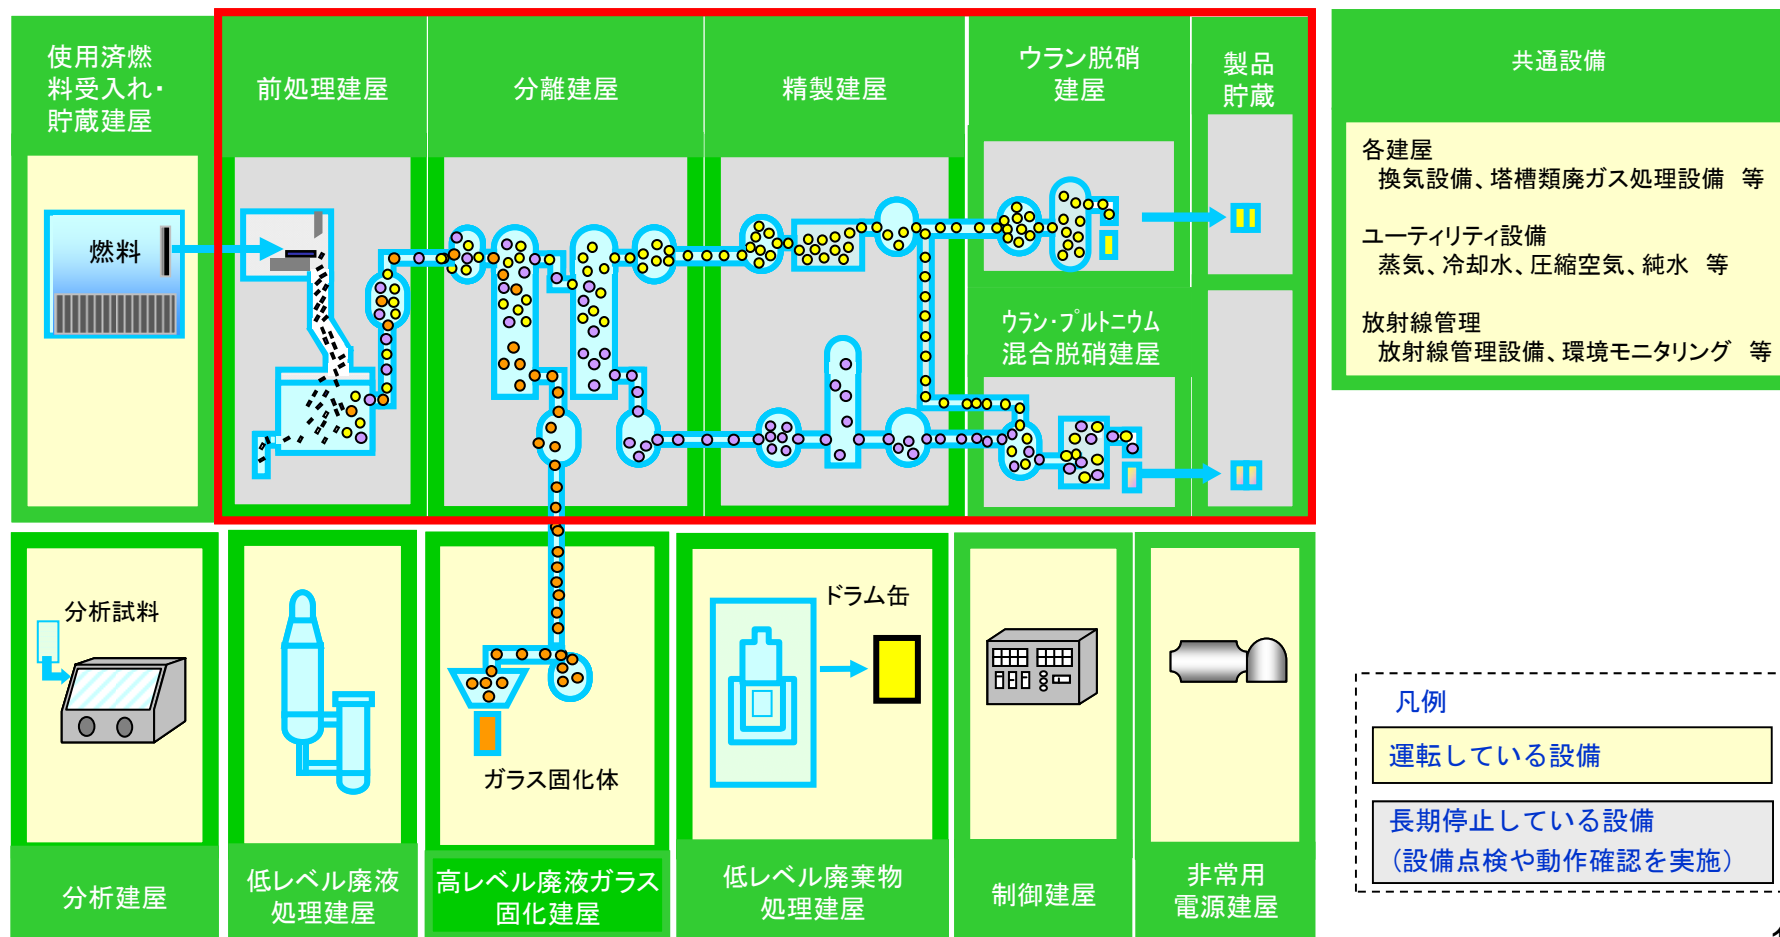 使用済燃
料受入れ・
貯蔵建屋
前処理建屋
分離建屋
精製建屋
ウラン脱硝
建屋
製品
貯蔵
共通設備
燃料
各建屋
換気設備、塔槽類廃ガス処理設備　等
ユーティリティ設備
蒸気、冷却水、圧縮空気、純水　等
放射線管理
放射線管理設備、環境モニタリング　等
ウラン・プルトニウム
混合脱硝建屋
分析試料
ガラス固化体
ドラム缶
分析建屋
低レベル廃液
処理建屋
高レベル廃液ガラス
固化建屋
低レベル廃棄物
処理建屋
制御建屋
非常用
電源建屋
凡例
運転している設備
長期停止している設備
（設備点検や動作確認を実施）